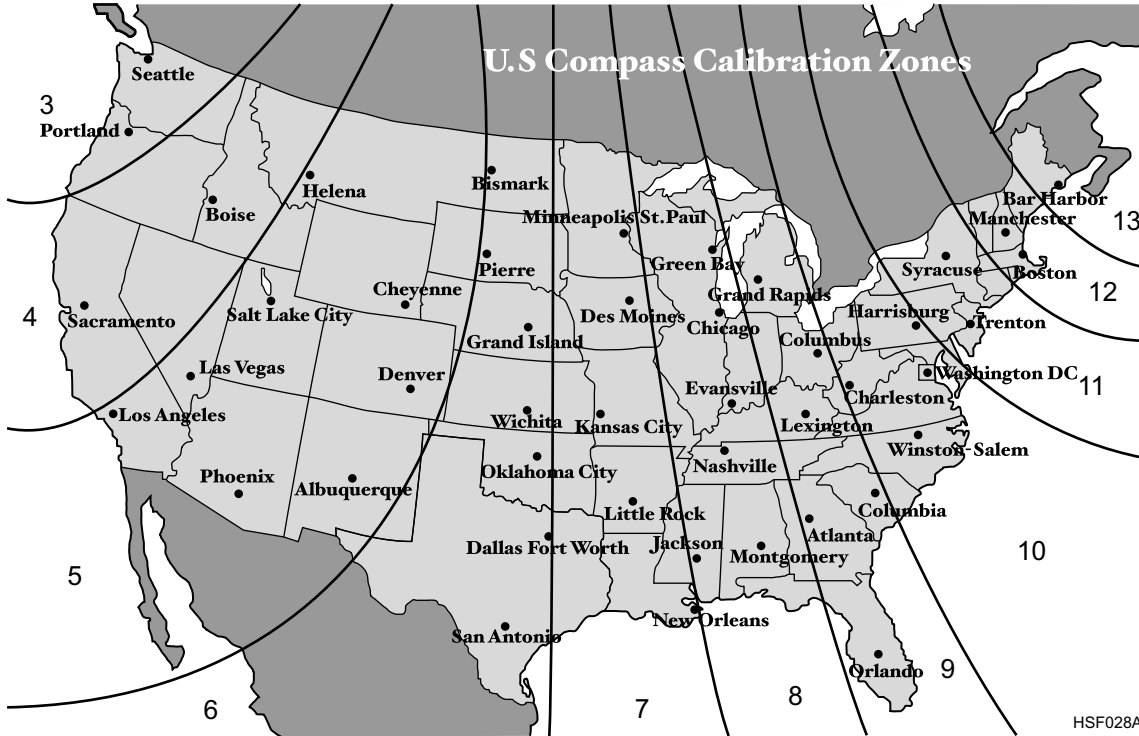 U.S Compass Calibration Zones
Seattle
3
Portland
Helena
Bismark
Boise
Bar Harbor
Minneapolis St.Paul
Manchester
13
Green Bay
Pierre
Syracuse
Boston
Cheyenne
Grand Rapids
12
Salt Lake City
Harrisburg
4
Sacramento
Des Moines
Chicago
Trenton
Grand Island
Columbus
Las Vegas
Denver
Washington DC
11
Evansville
Charleston
Los Angeles
Wichita
Kansas City
Lexington
Winston-Salem
Nashville
Oklahoma City
Phoenix
Albuquerque
Little Rock
Columbia
Atlanta
Dallas Fort Worth
Jackson
Montgomery
10
5
New Orleans
San Antonio
Orlando
9
8
7
6
HSF028A